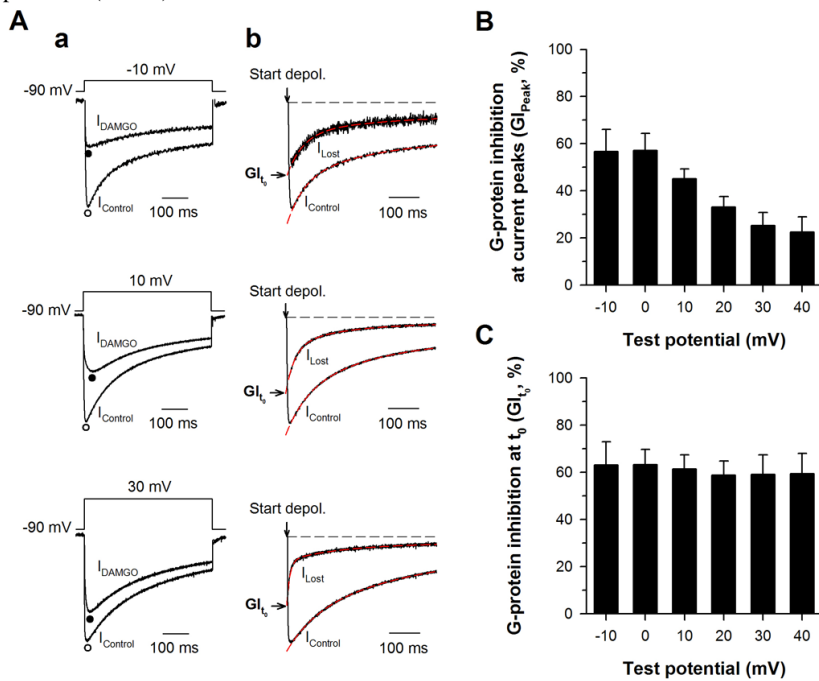 A
a
b
-10 mV
-90 mV
I_DAMGO
I_Control
100 ms
Start depol.
I_Lost
GI_t0
I_Control
100 ms
10 mV
-90 mV
I_DAMGO
I_Control
100 ms
Start depol.
I_Lost
GI_t0
I_Control
100 ms
30 mV
-90 mV
I_DAMGO
I_Control
100 ms
Start depol.
I_Lost
GI_t0
I_Control
100 ms
B
G-protein inhibition
at current peaks (GI_Peak, %)
100
80
60
40
20
0
-10 0 10 20 30 40
Test potential (mV)
C
G-protein inhibition at t_0 (GI_t0, %)
100
80
60
40
20
0
-10 0 10 20 30 40
Test potential (mV)